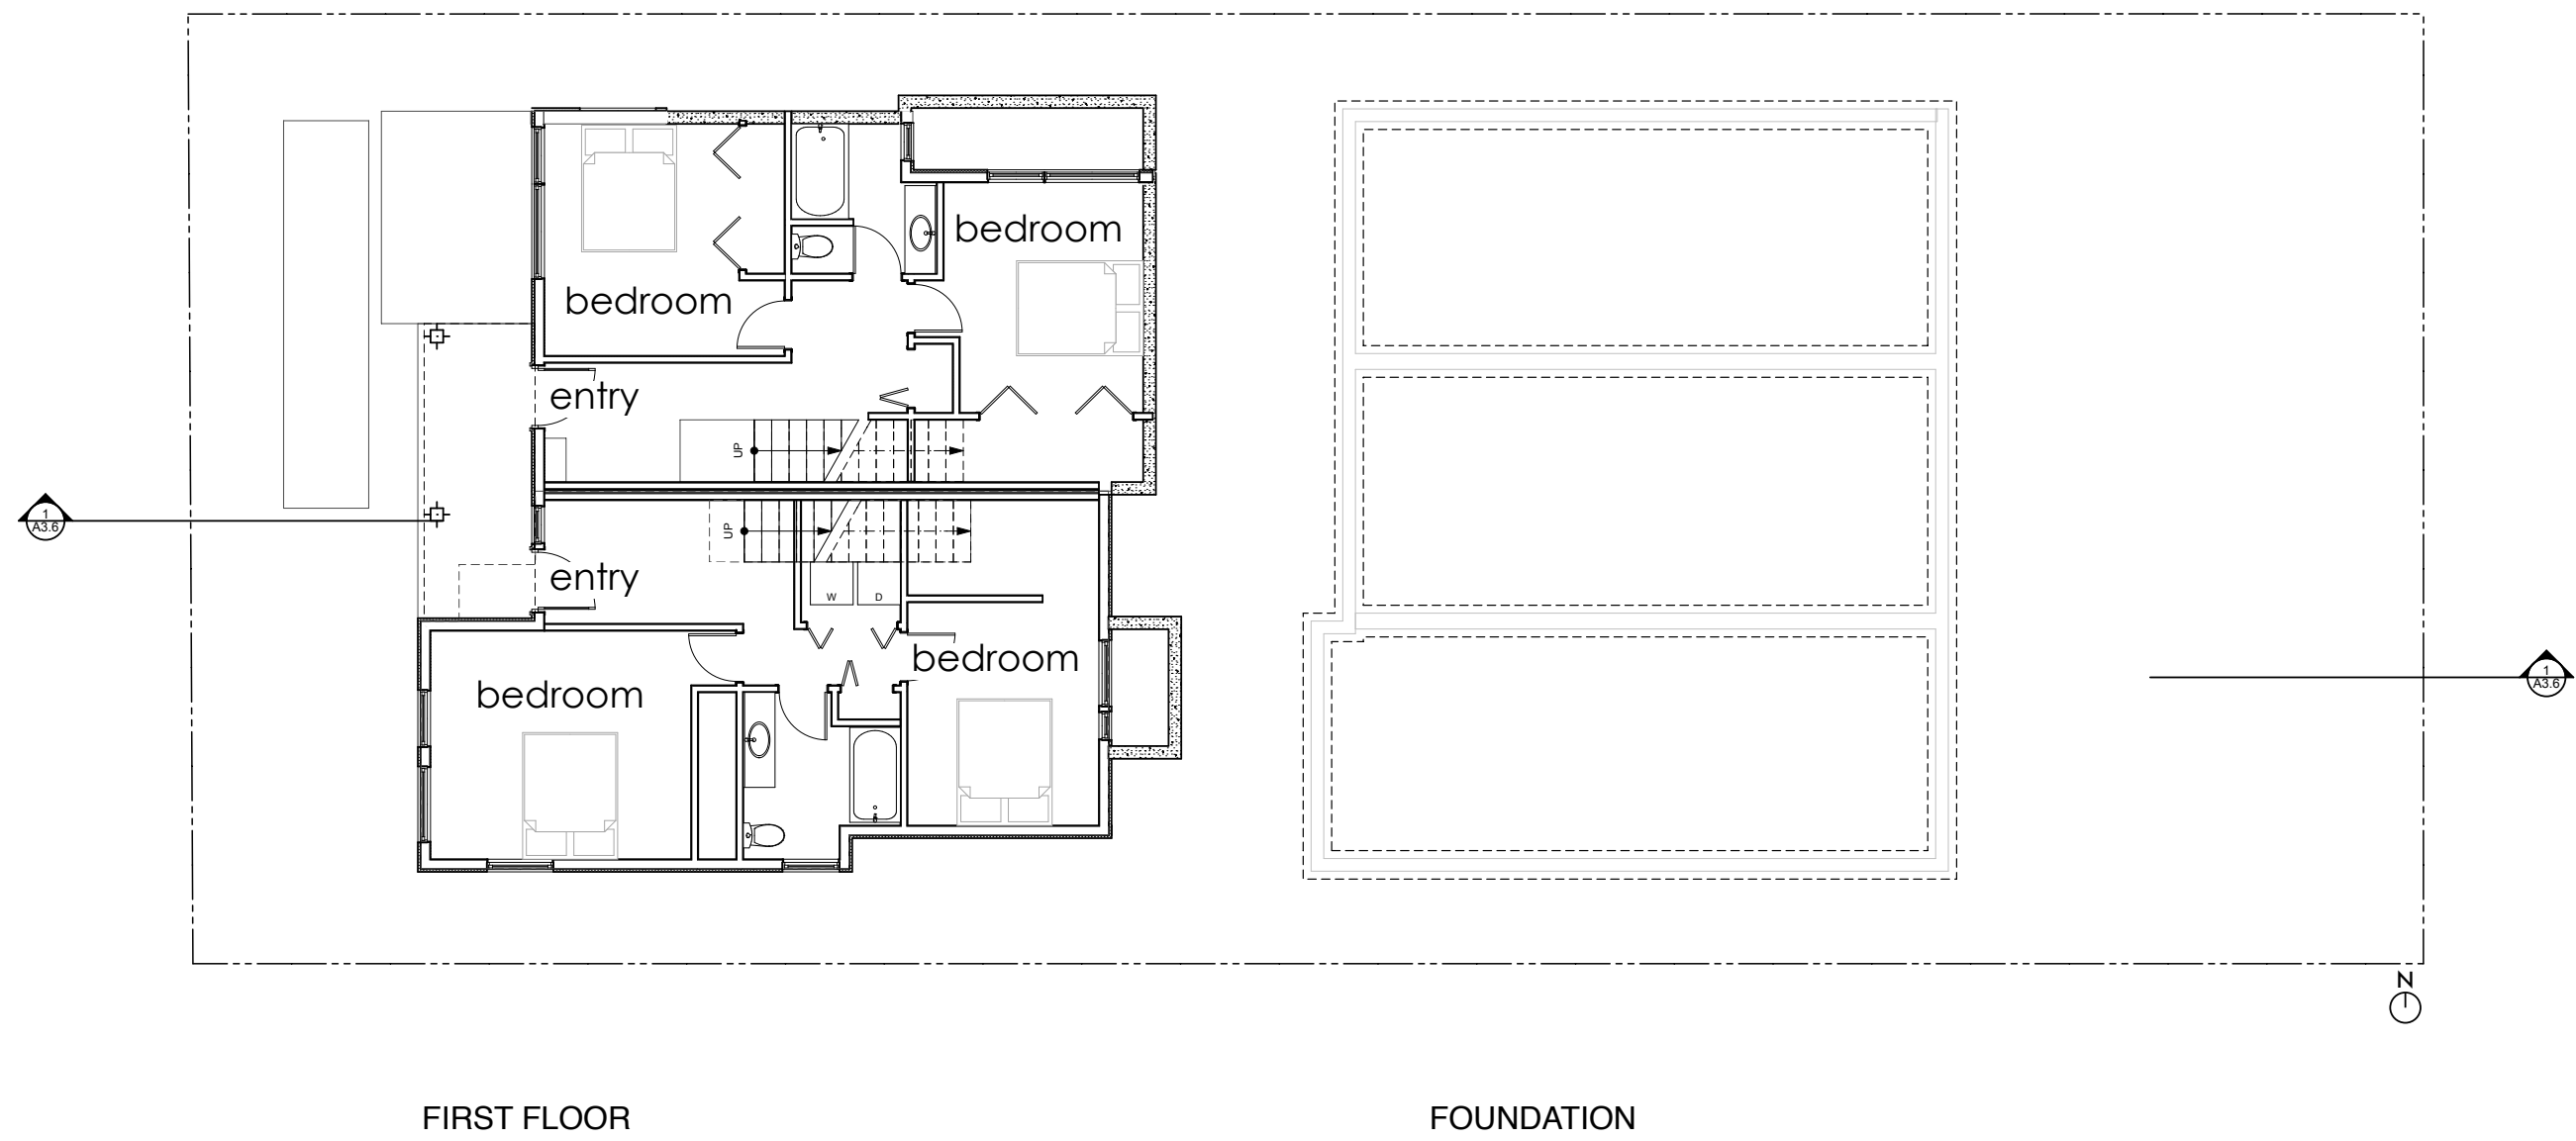 bedroom
bedroom
entry
UP
1
A3.6
UP
entry
W
D
bedroom
bedroom
1
A3.6
N
FIRST FLOOR
FOUNDATION